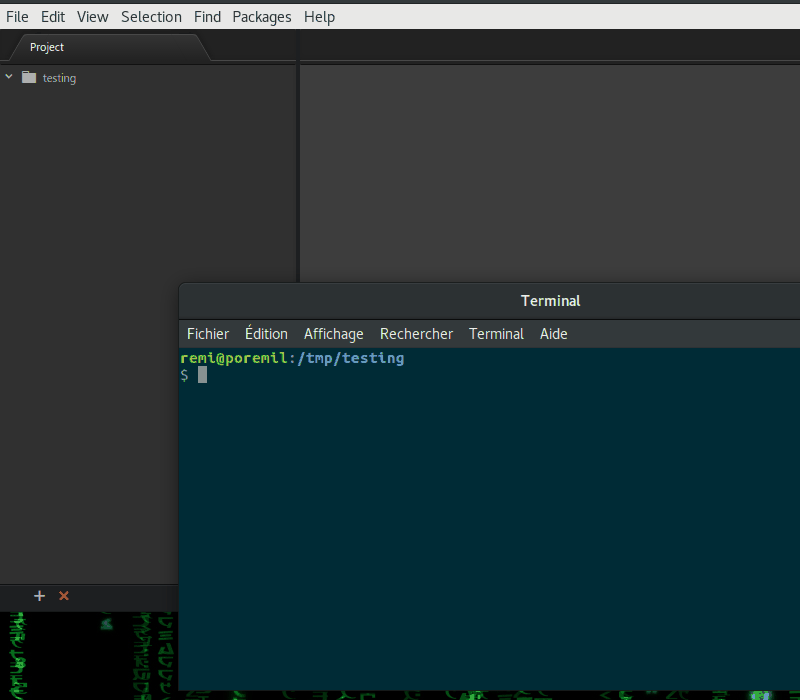 File Edit View Selection Find Packages Help
Project
testing
Terminal
Fichier Édition Affichage Rechercher Terminal Aide
remi@poremil:/tmp/testing
$